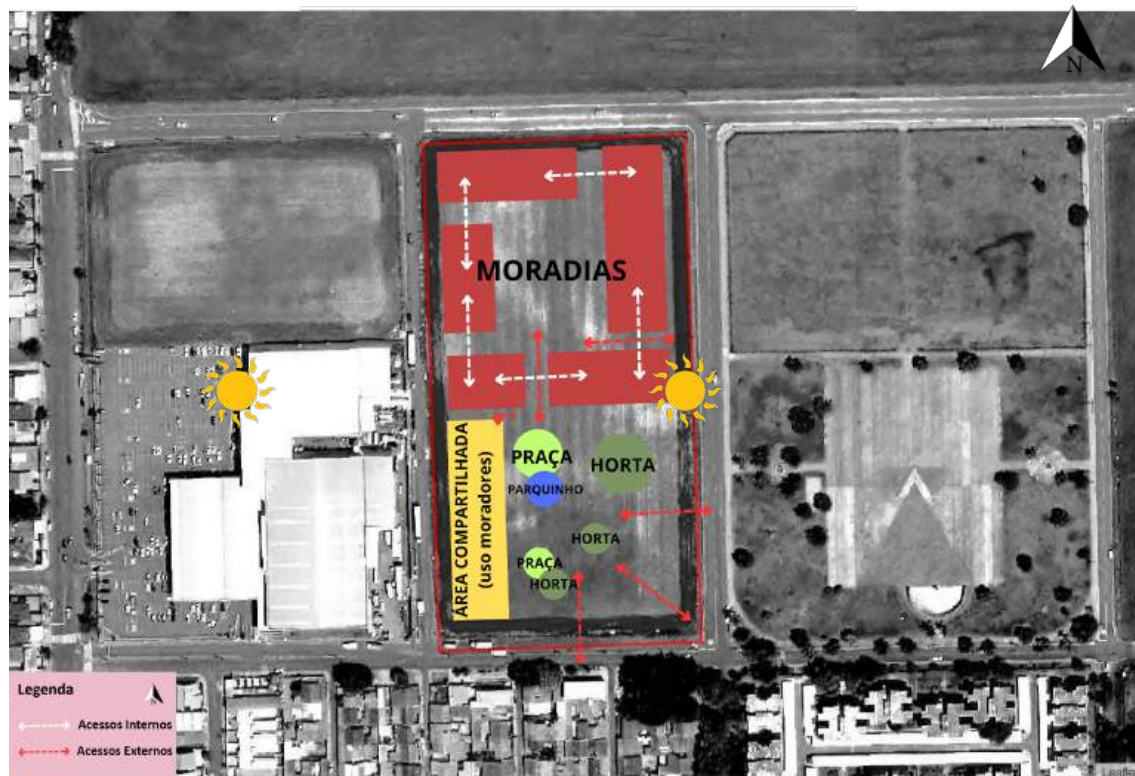 N
MORADIAS
PRAÇA
HORTA
PARQUINHO
ÁREA COMPARTILHADA
(uso moradores)
HORTA
PRAÇA
HORTA
Legenda
Acessos Internos
Acessos Externos